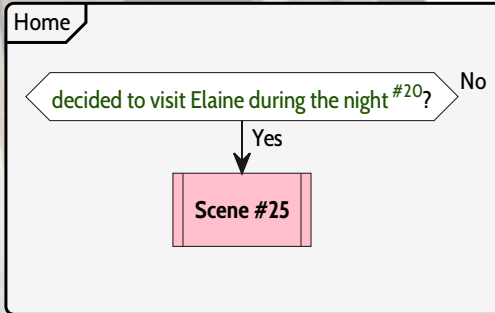 Home
decided to visit Elaine during the night #20?
No
Yes
Scene #25